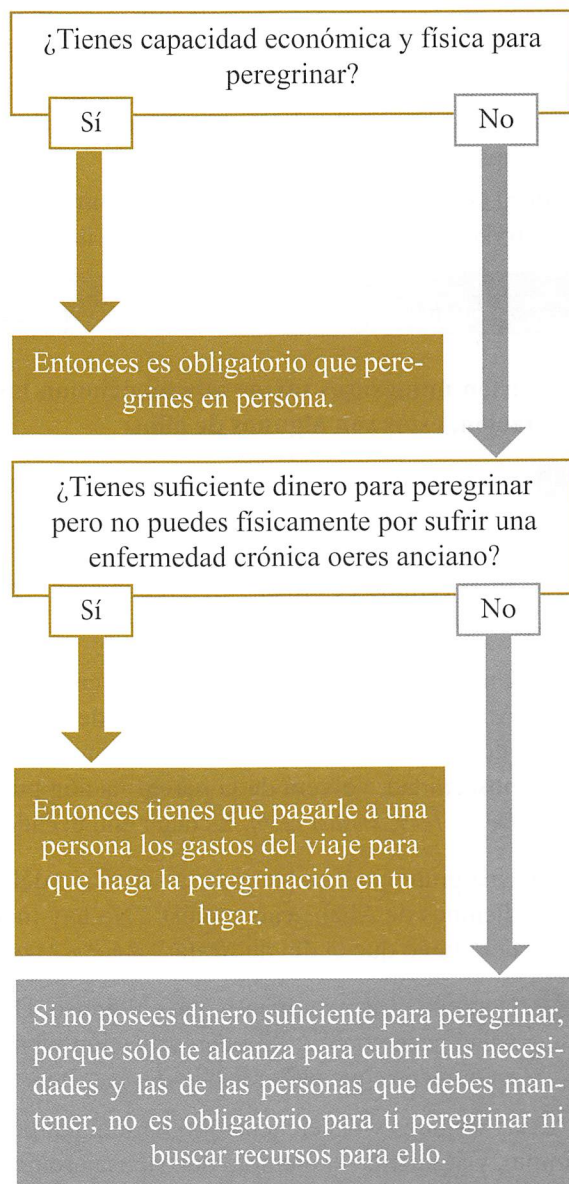 ¿Tienes capacidad económica y física para
peregrinar?
Sí
No
Entonces es obligatorio que pere-
grines en persona.
¿Tienes suficiente dinero para peregrinar
pero no puedes físicamente por sufrir una
enfermedad crónica oeres anciano?
Sí
No
Entonces tienes que pagarle a una
persona los gastos del viaje para
que haga la peregrinación en tu
lugar.
Si no posees dinero suficiente para peregrinar,
porque sólo te alcanza para cubrir tus necesi-
dades y las de las personas que debes man-
tener, no es obligatorio para ti peregrinar ni
buscar recursos para ello.